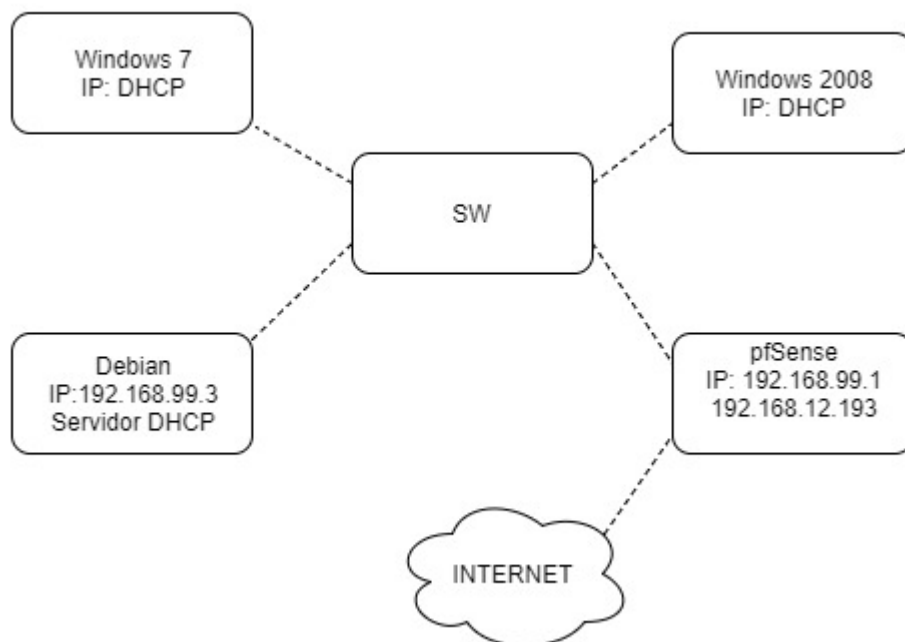 Windows 7
IP: DHCP
Windows 2008
IP: DHCP
SW
Debian
IP:192.168.99.3
Servidor DHCP
pfSense
IP: 192.168.99.1
192.168.12.193
INTERNET